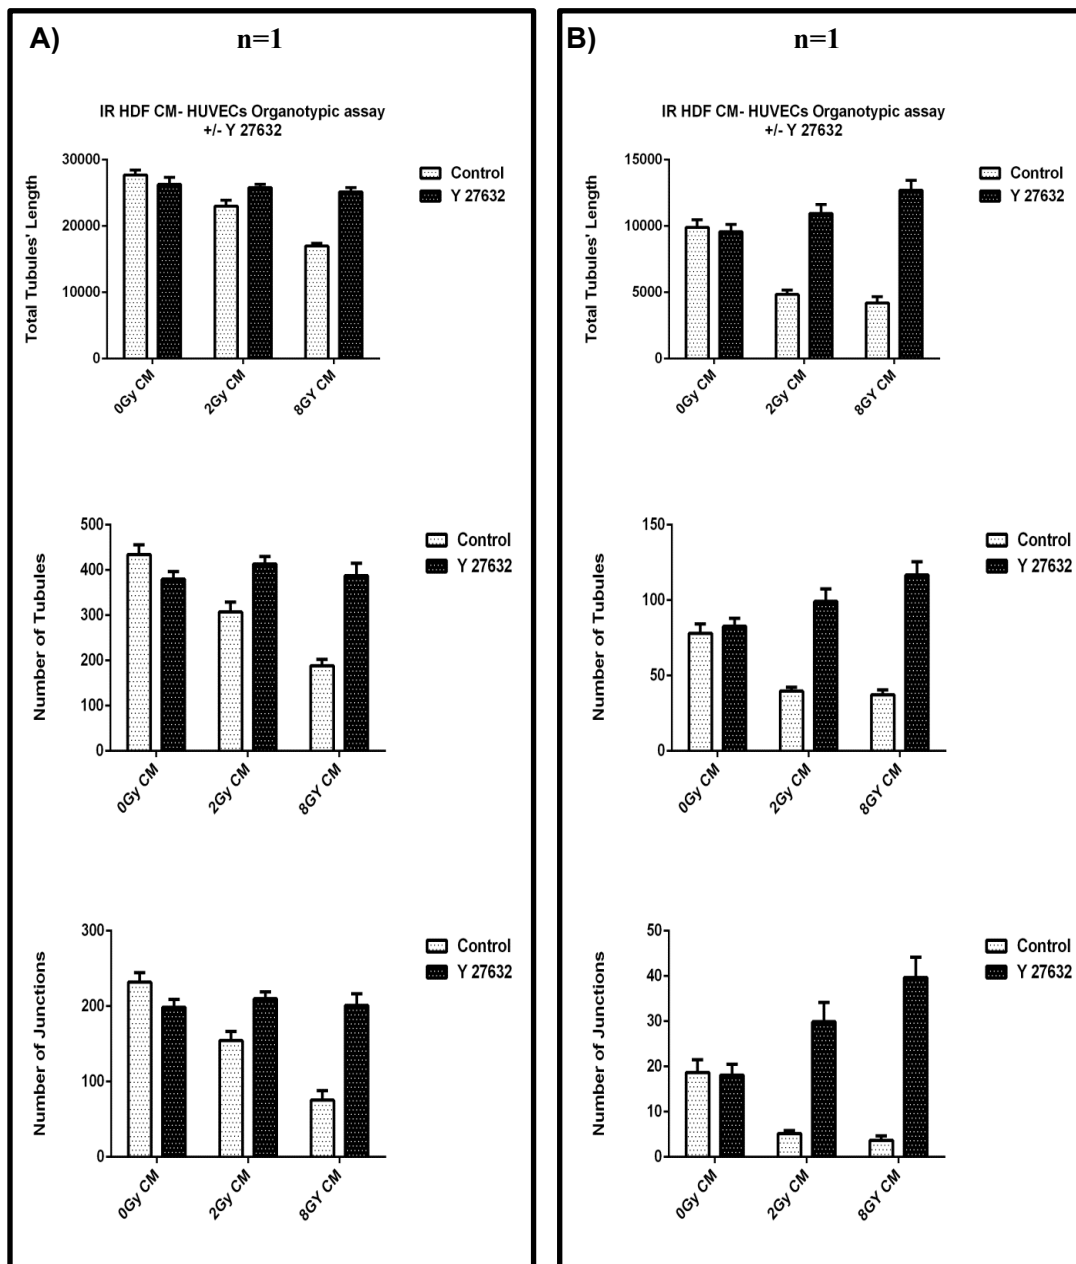 A)
n=1
IR HDF CM- HUVECs Organotypic assay
+/- Y 27632
Total Tubules' Length
30000
20000
10000
0
0Gy CM
2Gy CM
8GY CM
Control
Y 27632
Number of Tubules
500
400
300
200
100
0
0Gy CM
2Gy CM
8GY CM
Control
Y 27632
Number of Junctions
300
200
100
0
0Gy CM
2Gy CM
8GY CM
Control
Y 27632
B)
n=1
IR HDF CM- HUVECs Organotypic assay
+/- Y 27632
Total Tubules' Length
15000
10000
5000
0
0Gy CM
2Gy CM
8GY CM
Control
Y 27632
Number of Tubules
150
100
50
0
0Gy CM
2Gy CM
8GY CM
Control
Y 27632
Number of Junctions
50
40
30
20
10
0
0Gy CM
2Gy CM
8GY CM
Control
Y 27632